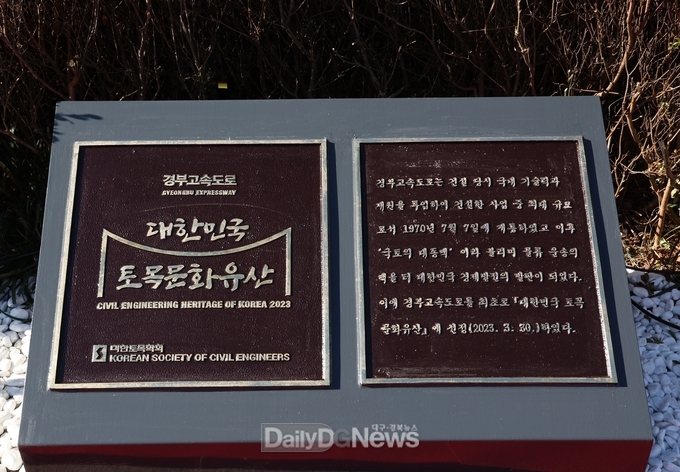 경부고속도로
GYEONGBU EXPRESSWAY
대한민국
토목문화유산
CIVIL ENGINEERING HERITAGE OF KOREA 2023
대한토목학회
KOREAN SOCIETY OF CIVIL ENGINEERS
경부고속도로는 건설 당시 국내 기술력과
재원을 투입하여 건설한 사업 중 최대 규모
로서 1970년 7월 7일에 개통하였고 이후
'국토의 대동맥' 이라 불리며 물류 운송의
맥을 터 대한민국 경제발전의 발판이 되었다.
이에 경부고속도로를 최초로 「대한민국 토목
문화유산」에 선정(2023. 3. 30.)하였다.
대구·경북뉴스
DailyDGNews